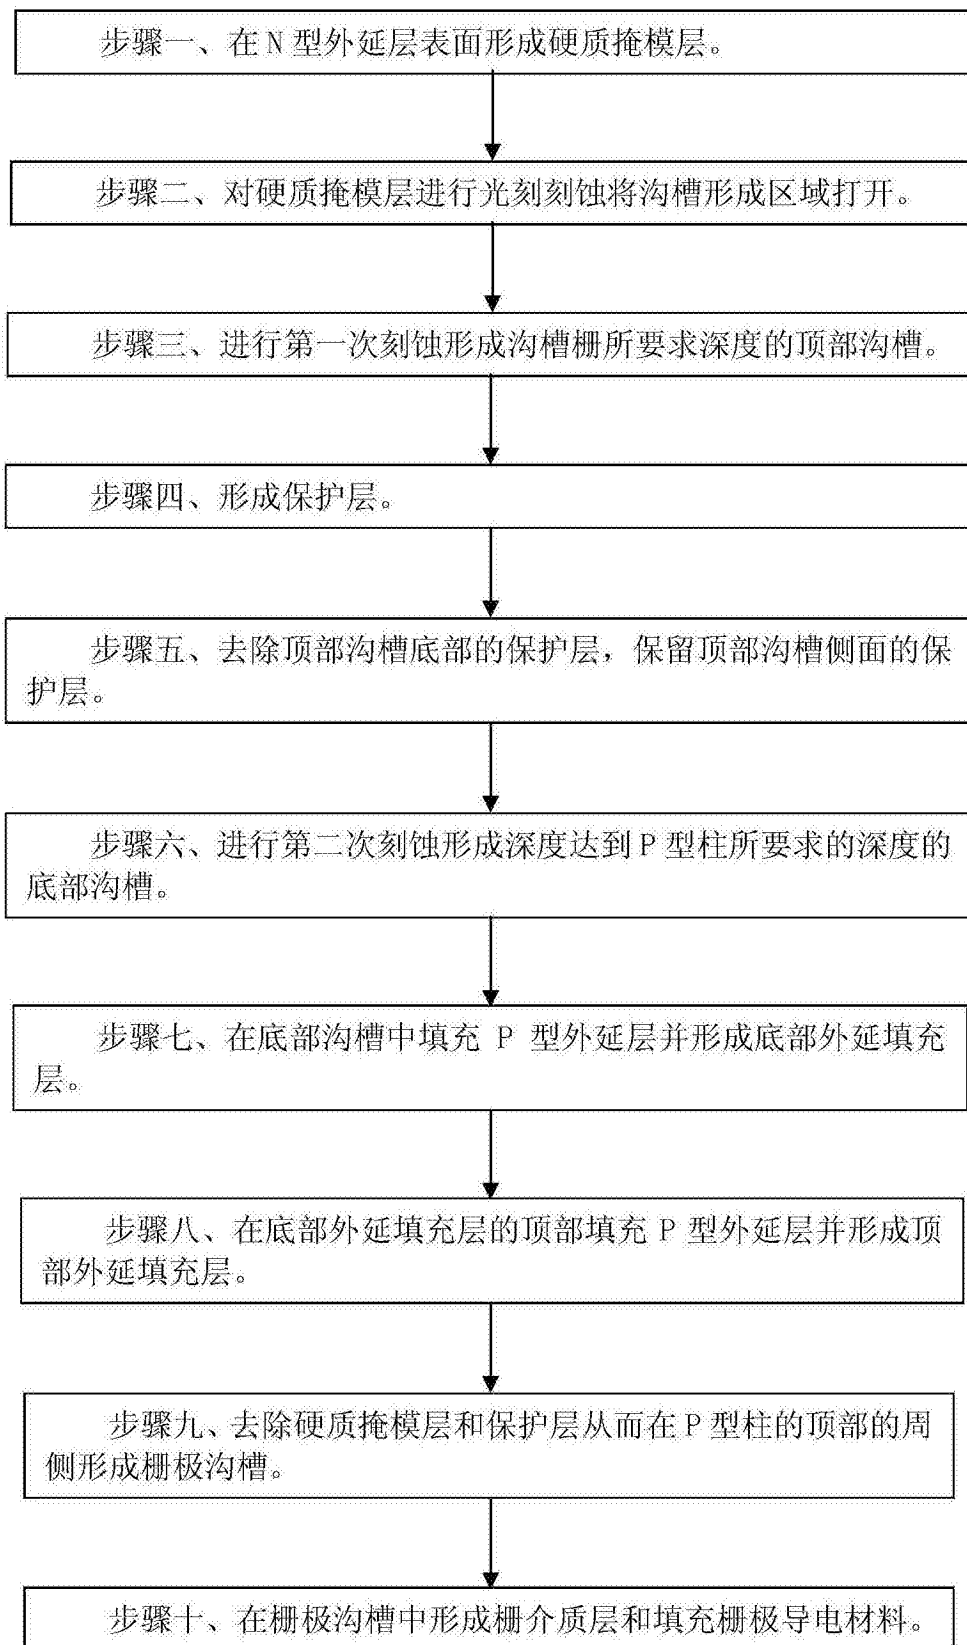 步骤一、在N型外延层表面形成硬质掩模层。
步骤二、对硬质掩模层进行光刻刻蚀将沟槽形成区域打开。
步骤三、进行第一次刻蚀形成沟槽栅所要求深度的顶部沟槽。
步骤四、形成保护层。
步骤五、去除顶部沟槽底部的保护层，保留顶部沟槽侧面的保
护层。
步骤六、进行第二次刻蚀形成深度达到P型柱所要求的深度的
底部沟槽。
步骤七、在底部沟槽中填充 P 型外延层并形成底部外延填充
层。
步骤八、在底部外延填充层的顶部填充 P 型外延层并形成顶
部外延填充层。
步骤九、去除硬质掩模层和保护层从而在P型柱的顶部的周
侧形成栅极沟槽。
步骤十、在栅极沟槽中形成栅介质层和填充栅极导电材料。